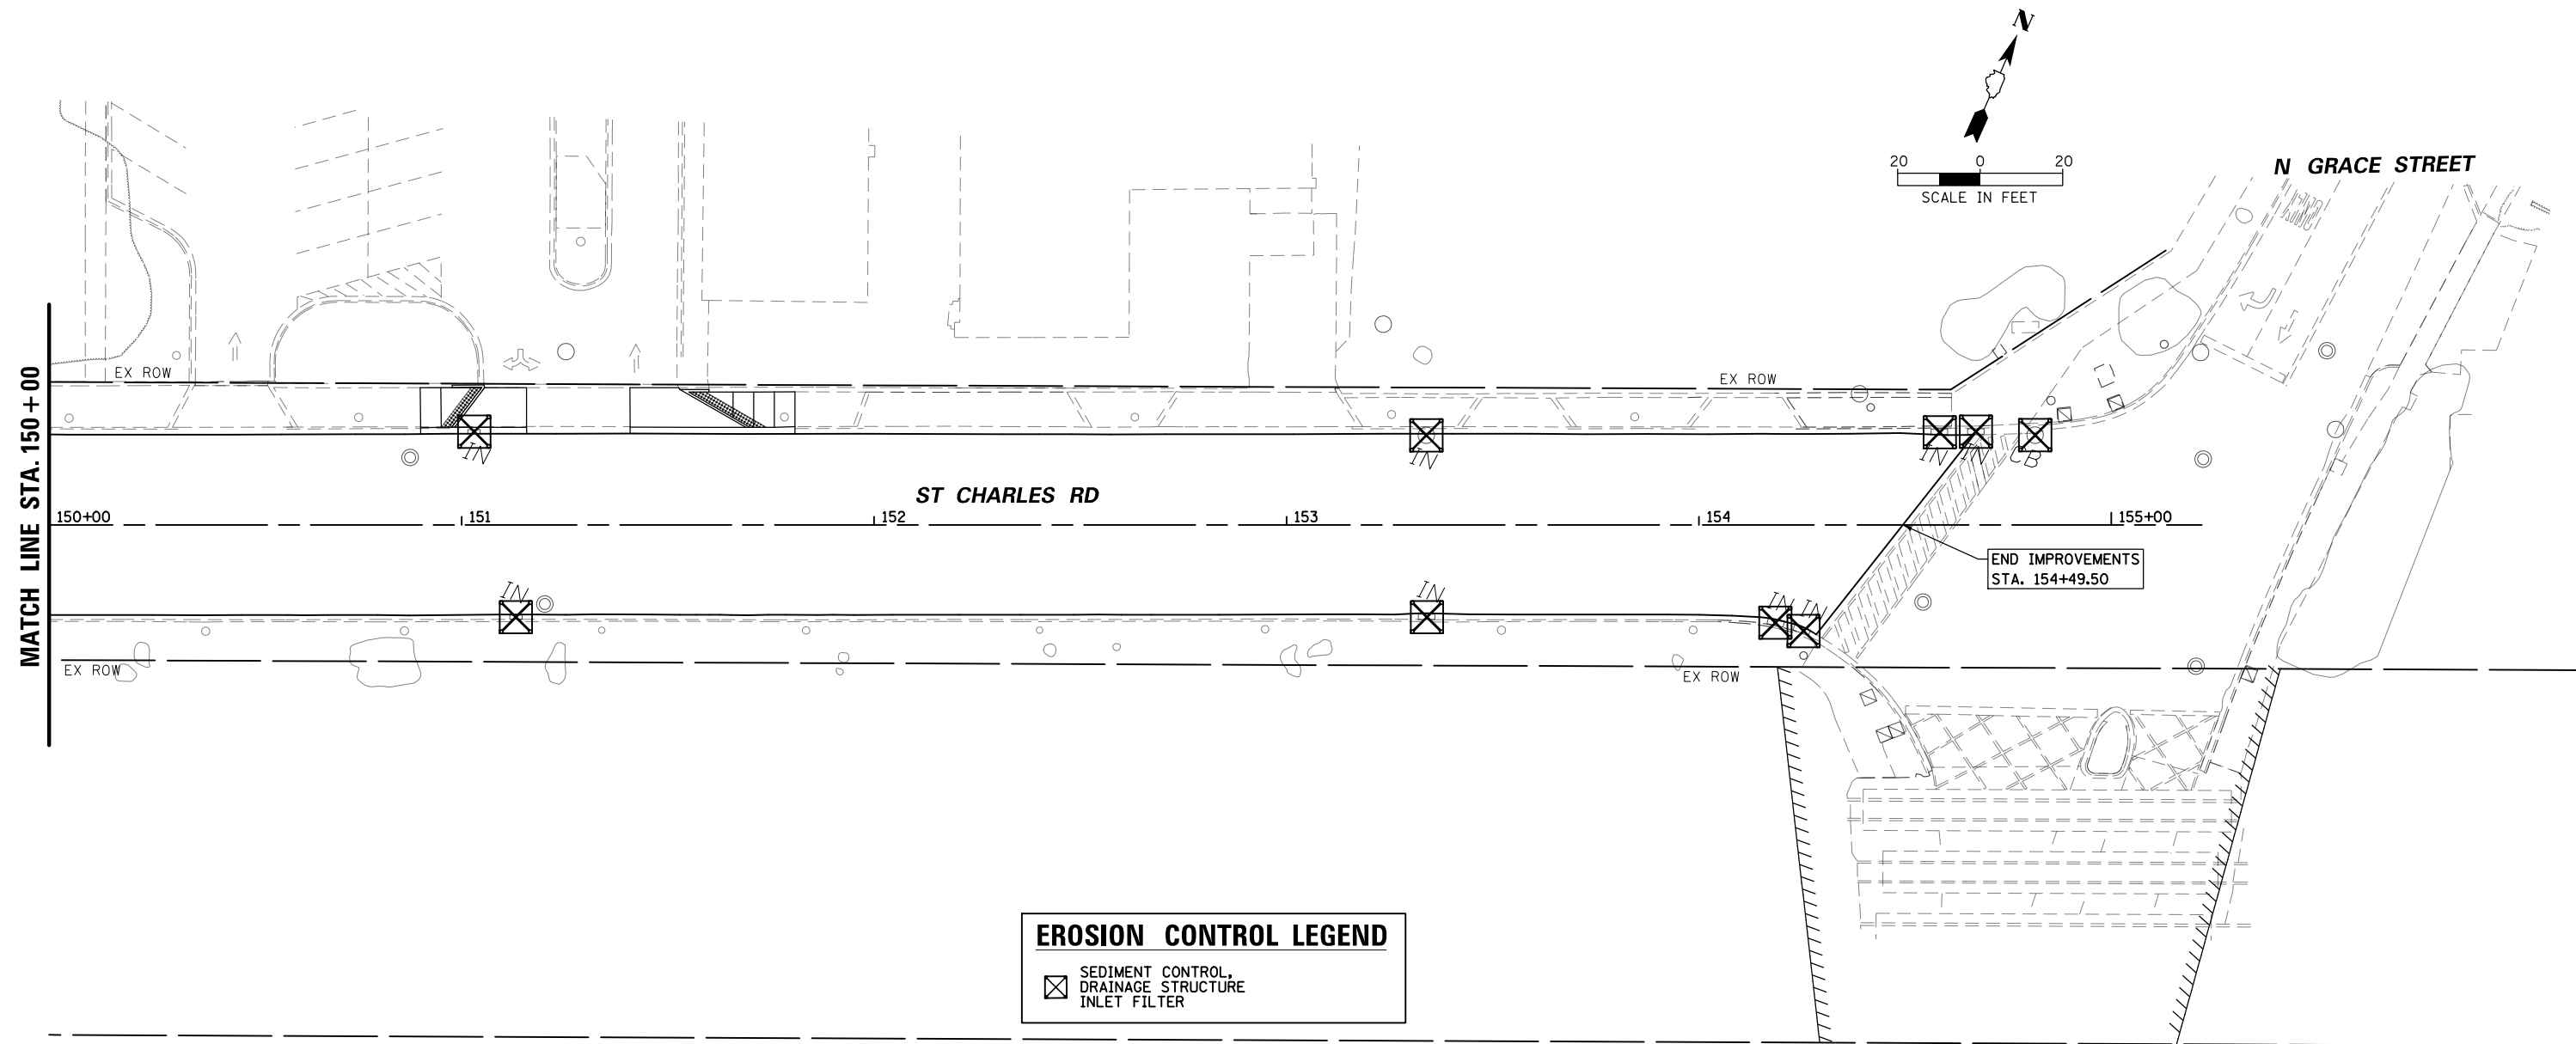 N
20 0 20
SCALE IN FEET
N GRACE STREET
EX ROW
EX ROW
MATCH LINE STA. 150+00
IN
IN
IN
IN
CB
ST CHARLES RD
150+00 151 152 153 154 155+00
END IMPROVEMENTS
STA. 154+49.50
IN
IN
IN
IN
EX ROW
EX ROW
EROSION CONTROL LEGEND
SEDIMENT CONTROL,
DRAINAGE STRUCTURE
INLET FILTER